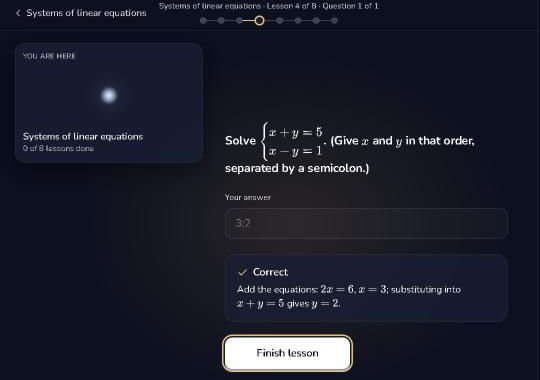 Systems of linear equations
Systems of linear equations · Lesson 4 of 8 · Question 1 of 1
YOU ARE HERE
Systems of linear equations
0 of 8 lessons done
Solve { x + y = 5
x − y = 1 . (Give x and y in that order,
separated by a semicolon.)
Your answer
3;2
Correct
Add the equations: 2x = 6, x = 3; substituting into
x + y = 5 gives y = 2.
Finish lesson